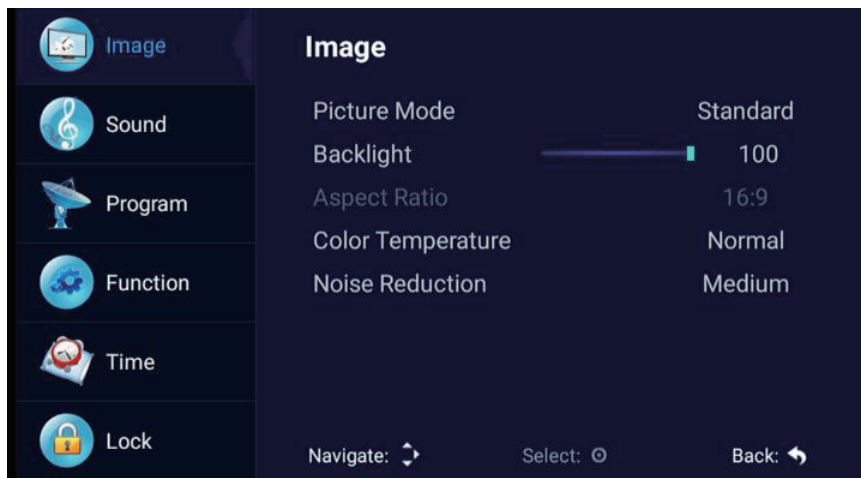 Image
Sound
Program
Function
Time
Lock
Image
Picture Mode Standard
Backlight 100
Aspect Ratio 16:9
Color Temperature Normal
Noise Reduction Medium
Navigate: Select: Back: